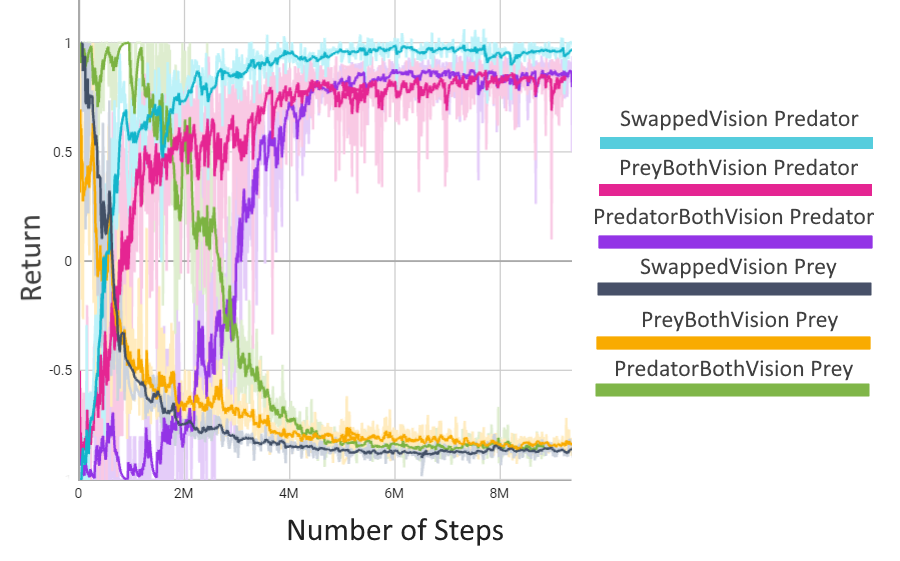 1
0.5
0
-0.5
Return
0
2M
4M
6M
8M
Number of Steps
SwappedVision Predator
PreyBothVision Predator
PredatorBothVision Predator
SwappedVision Prey
PreyBothVision Prey
PredatorBothVision Prey